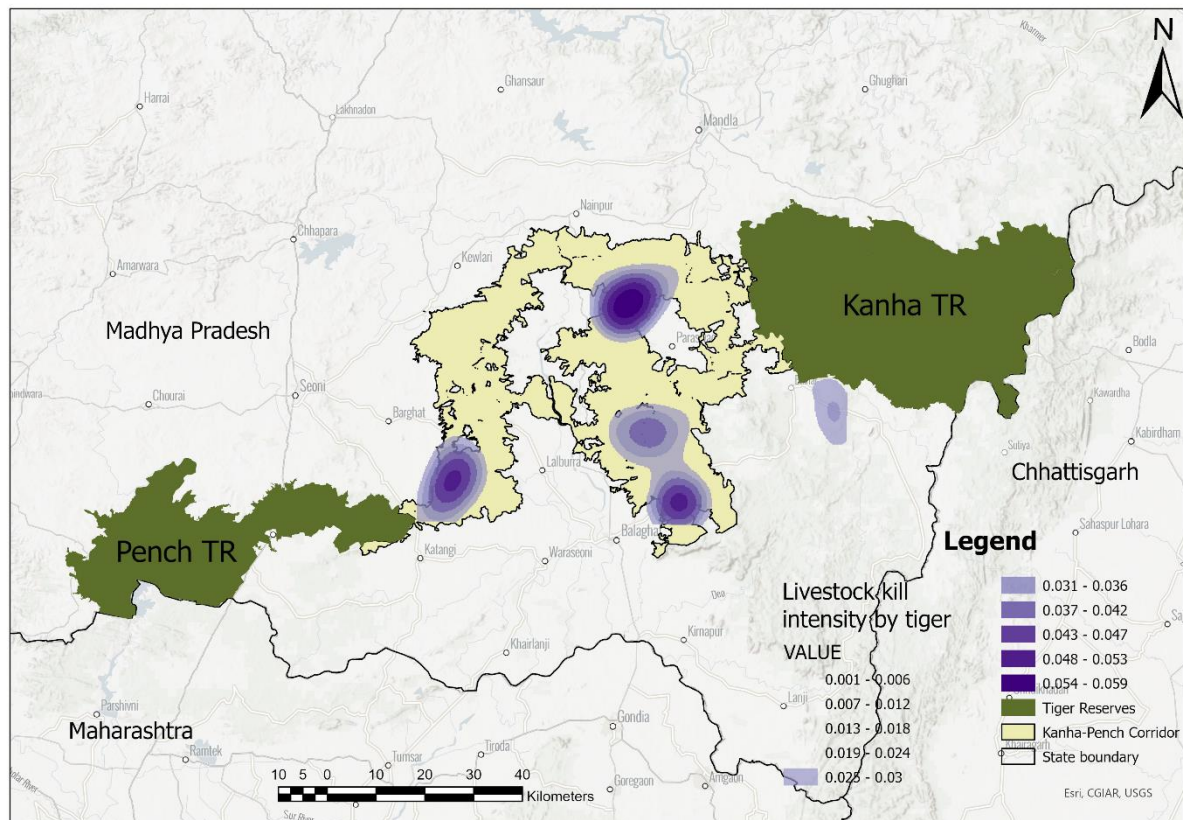 N
Kharmer
Ghansaur
Ghughari
Harrai
Lakhnadon
Mandla
Nainpur
Chhapara
Kewlari
Amarwara
Kanha TR
Madhya Pradesh
Bodla
Seoni
Chourai
Barghat
Kawardha
Kabirdham
Lalburra
Chhattisgarh
Pench TR
Katangi
Waraseoni
Sahaspur Lohara
Legend
Livestock kill
intensity by tiger
VALUE
0.001 - 0.006
0.007 - 0.012
0.013 - 0.018
0.019 - 0.024
0.025 - 0.03
0.031 - 0.036
0.037 - 0.042
0.043 - 0.047
0.048 - 0.053
0.054 - 0.059
Tiger Reserves
Kanha-Pench Corridor
State boundary
Kirnapur
Khairlanji
Lanji
Parshivni
Maharashtra
Gondia
Ramtek
Tumsar
Tiroda
Goregaon
Amgaon
10 5 0 10 20 30 40
Kilometers
Esri, CGIAR, USGS